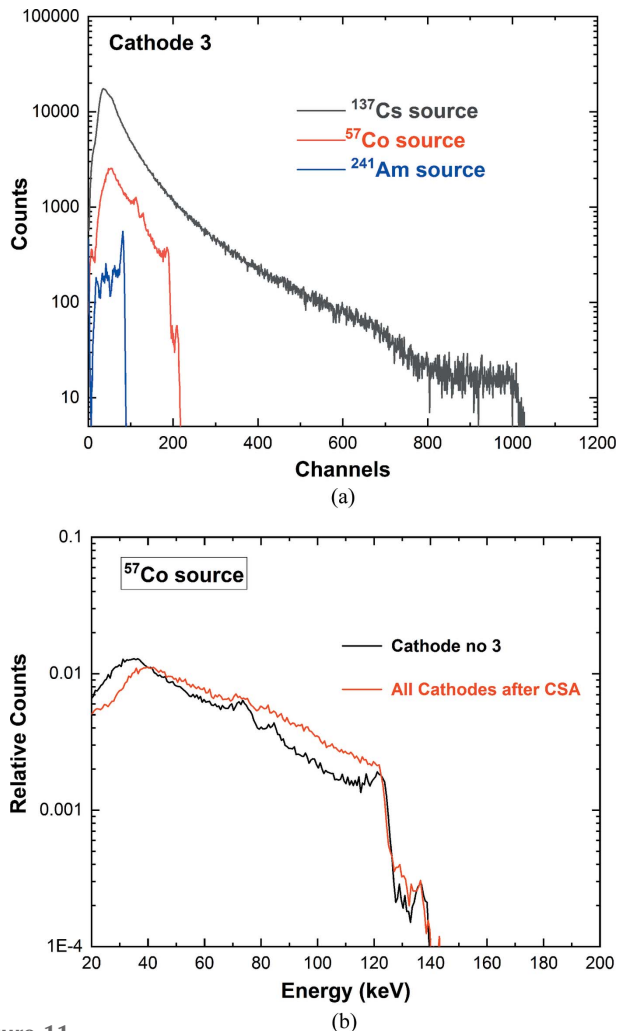 100000
Cathode 3
10000
¹³⁷Cs source
⁵⁷Co source
²⁴¹Am source
1000
100
10
Counts
0 200 400 600 800 1000 1200
Channels
(a)
0.1
⁵⁷Co source
Cathode no 3
All Cathodes after CSA
0.01
0.001
1E-4
Relative Counts
20 40 60 80 100 120 140 160 180 200
Energy (keV)
(b)